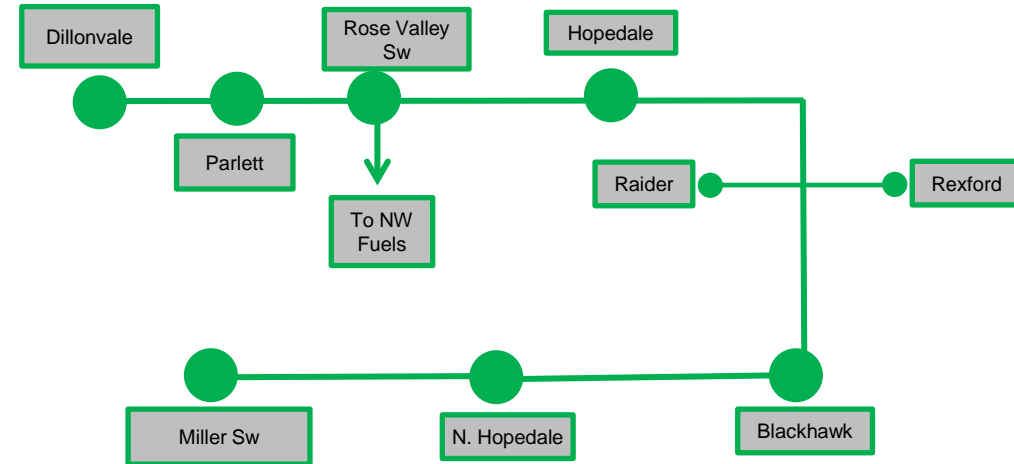 Dillonvale
Rose Valley
Sw
Hopedale
Parlett
To NW
Fuels
Raider
Rexford
Miller Sw
N. Hopedale
Blackhawk